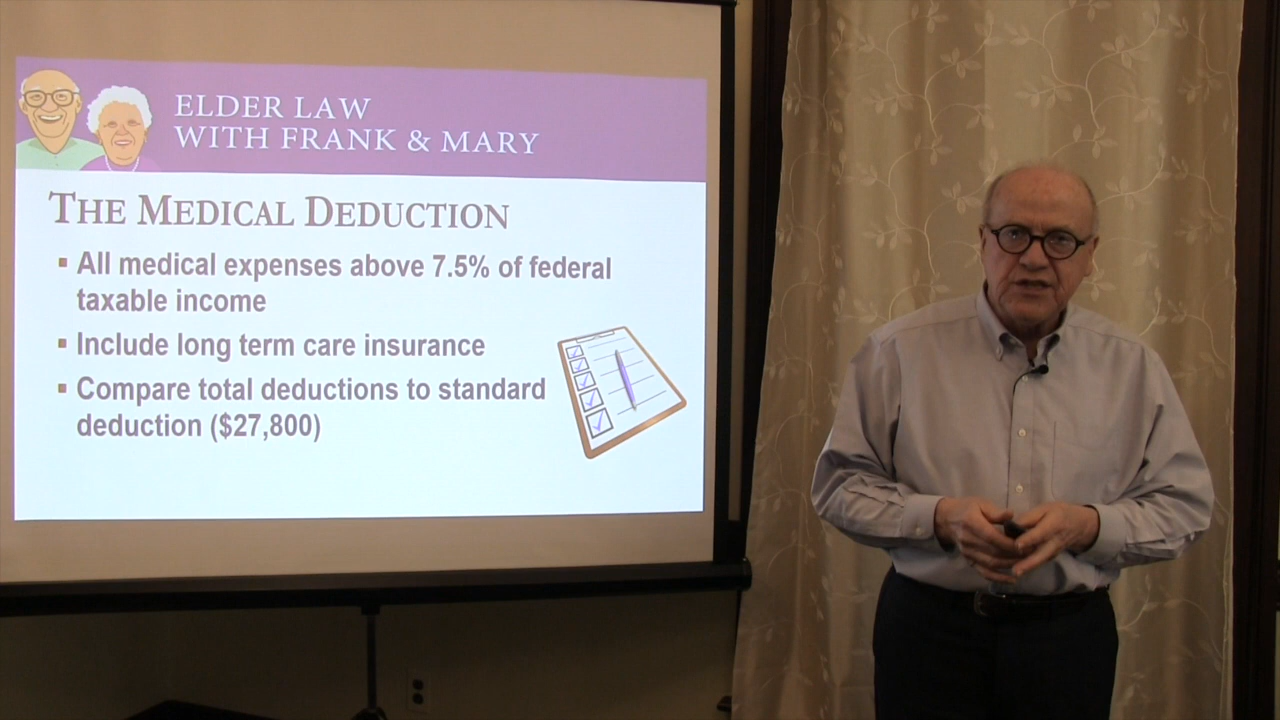 ELDER LAW
WITH FRANK & MARY
THE MEDICAL DEDUCTION
▪ All medical expenses above 7.5% of federal
taxable income
▪ Include long term care insurance
▪ Compare total deductions to standard
deduction ($27,800)